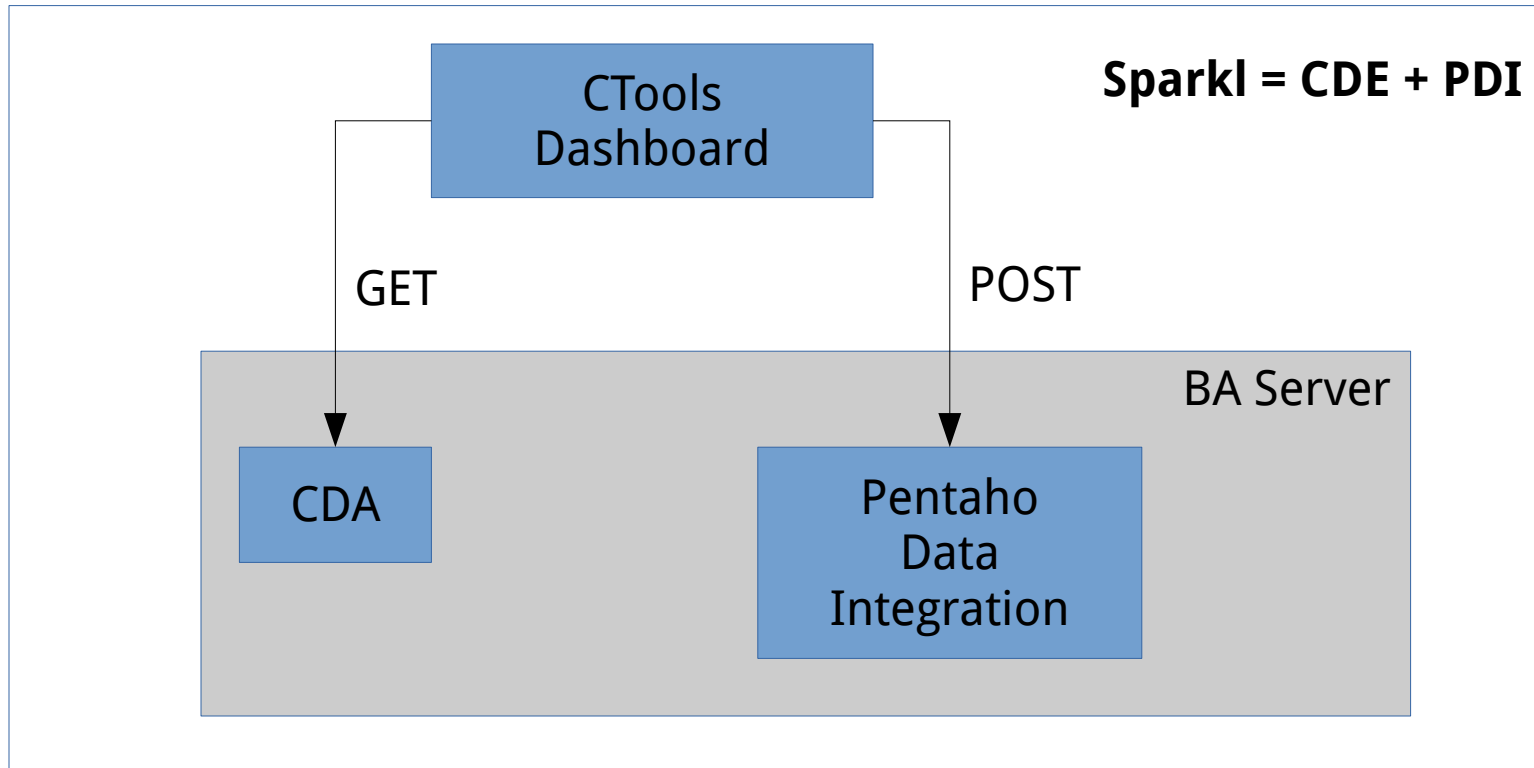 CTools
Dashboard
Sparkl = CDE + PDI
GET
POST
BA Server
CDA
Pentaho
Data
Integration